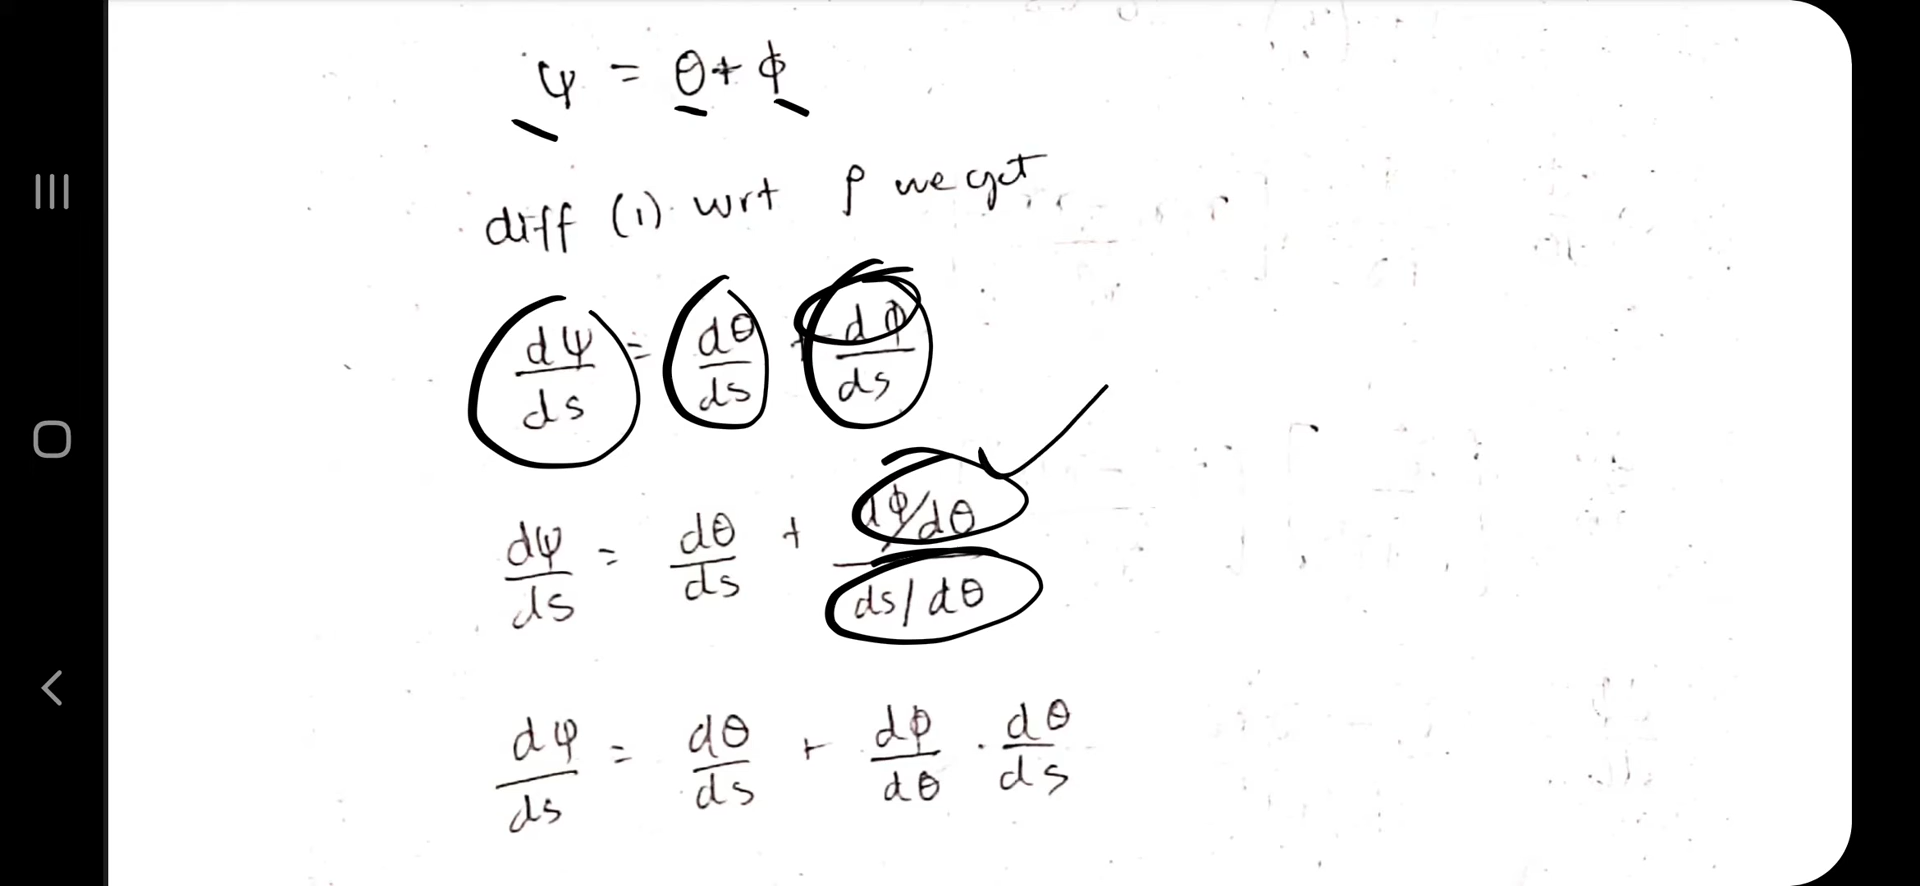 ψ = θ + ϕ
diff (1) wrt ρ we get
dψ/ds = dθ/ds + dϕ/ds
dψ/ds = dθ/ds + (dϕ/dθ)/(ds/dθ)
dψ/ds = dθ/ds + dϕ/dθ · dθ/ds